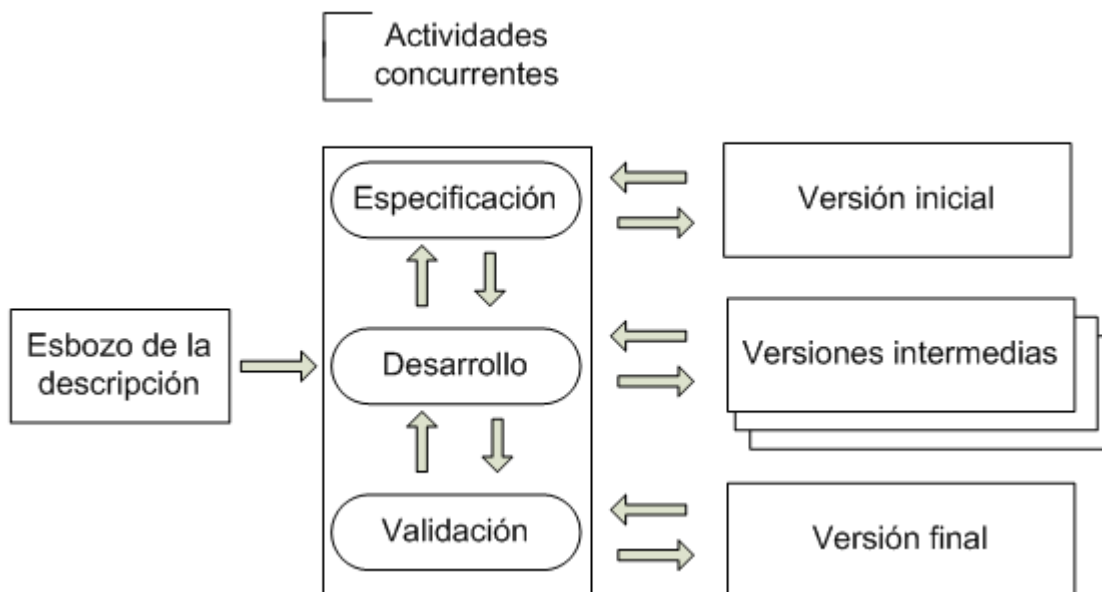 Actividades
concurrentes
Especificación
Versión inicial
Esbozo de la
descripción
Desarrollo
Versiones intermedias
Validación
Versión final